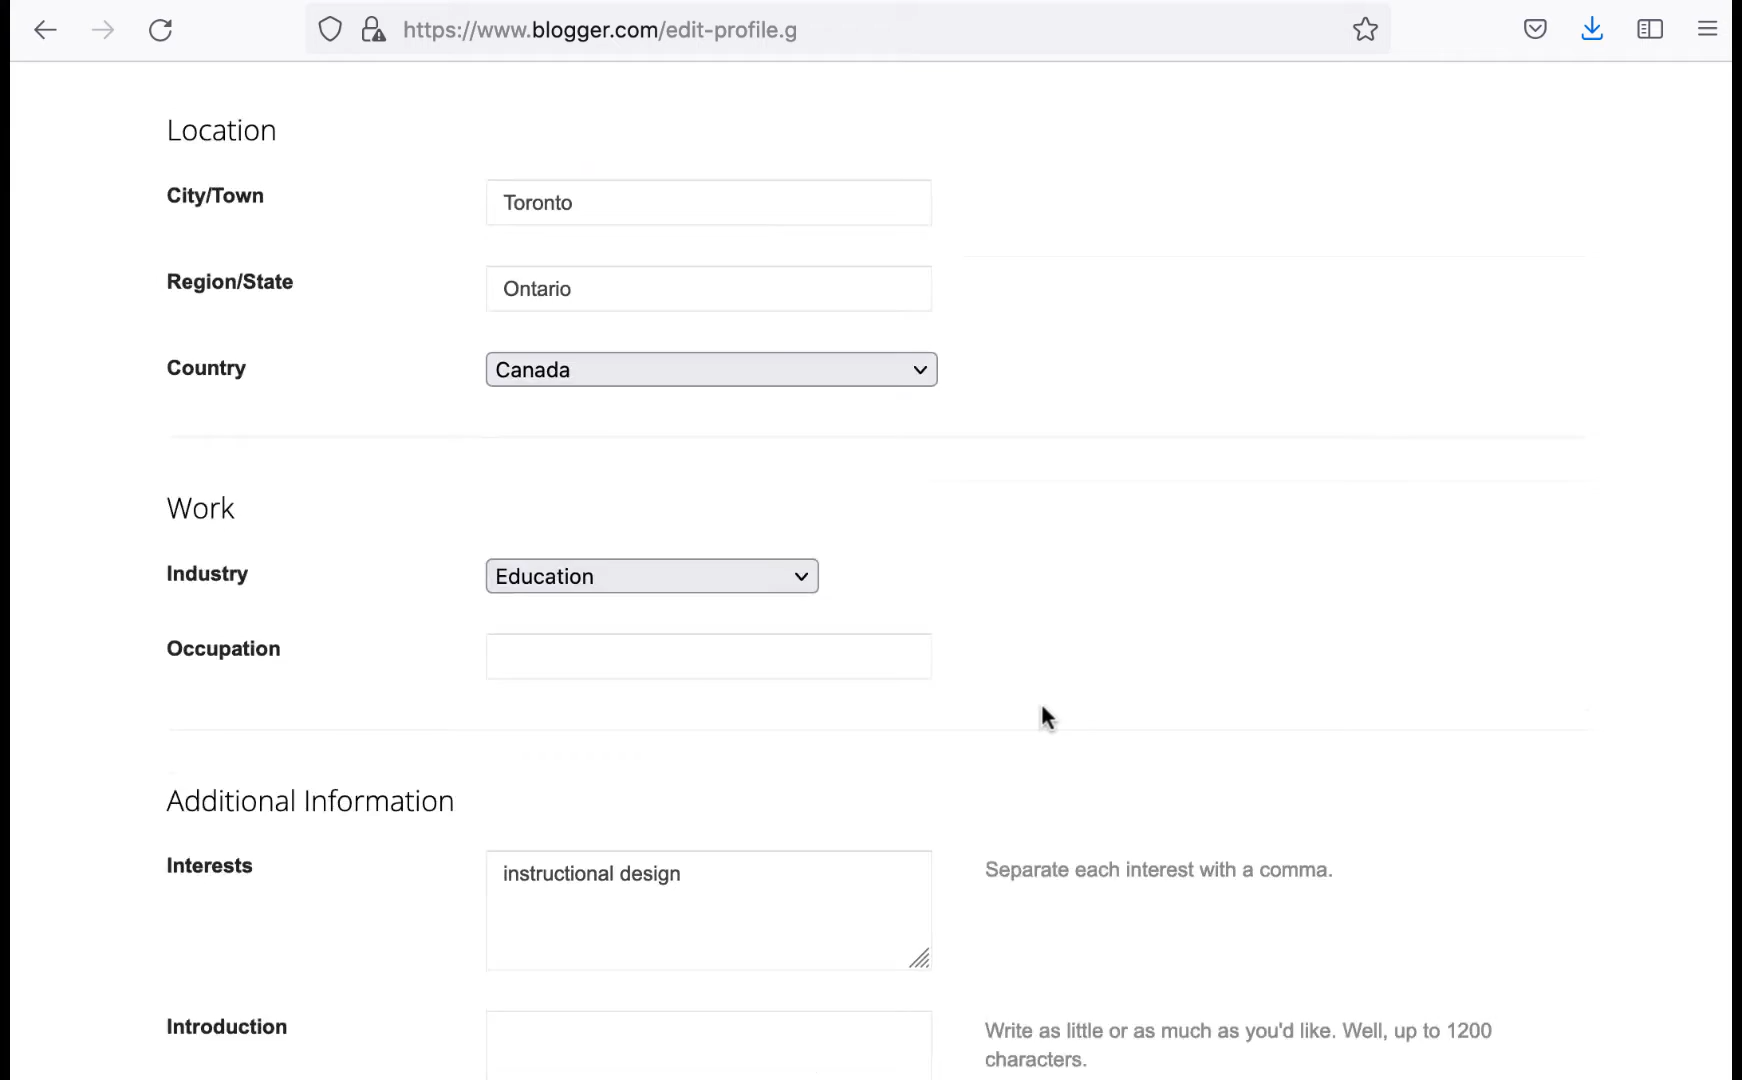 https://www.blogger.com/edit-profile.g
Location
City/Town
Toronto
Region/State
Ontario
Country
Canada
Work
Industry
Education
Occupation
Additional Information
Interests
instructional design
Separate each interest with a comma.
Introduction
Write as little or as much as you'd like. Well, up to 1200
characters.